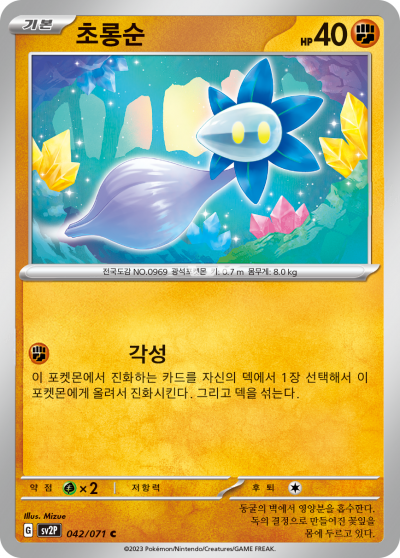 기본 초롱순 HP 40
전국도감 NO.0969 광석포켓몬 키: 0.7 m 몸무게: 8.0 kg
각성
이 포켓몬에서 진화하는 카드를 자신의 덱에서 1장 선택해서 이
포켓몬에게 올려서 진화시킨다. 그리고 덱을 섞는다.
약점 ×2 저항력 후퇴
Illus. Mizue
G SV2P 042/071 C
동굴의 벽에서 영양분을 흡수한다.
독의 결정으로 만들어진 꽃잎을
몸에 두르고 있다.
©2023 Pokémon/Nintendo/Creatures/GAME FREAK.